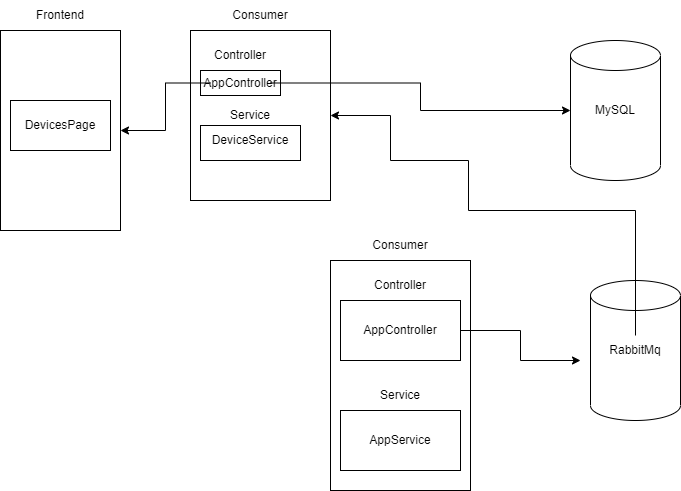 Frontend
Consumer
Controller
AppController
Service
DeviceService
DevicesPage
MySQL
Consumer
Controller
AppController
Service
AppService
RabbitMq